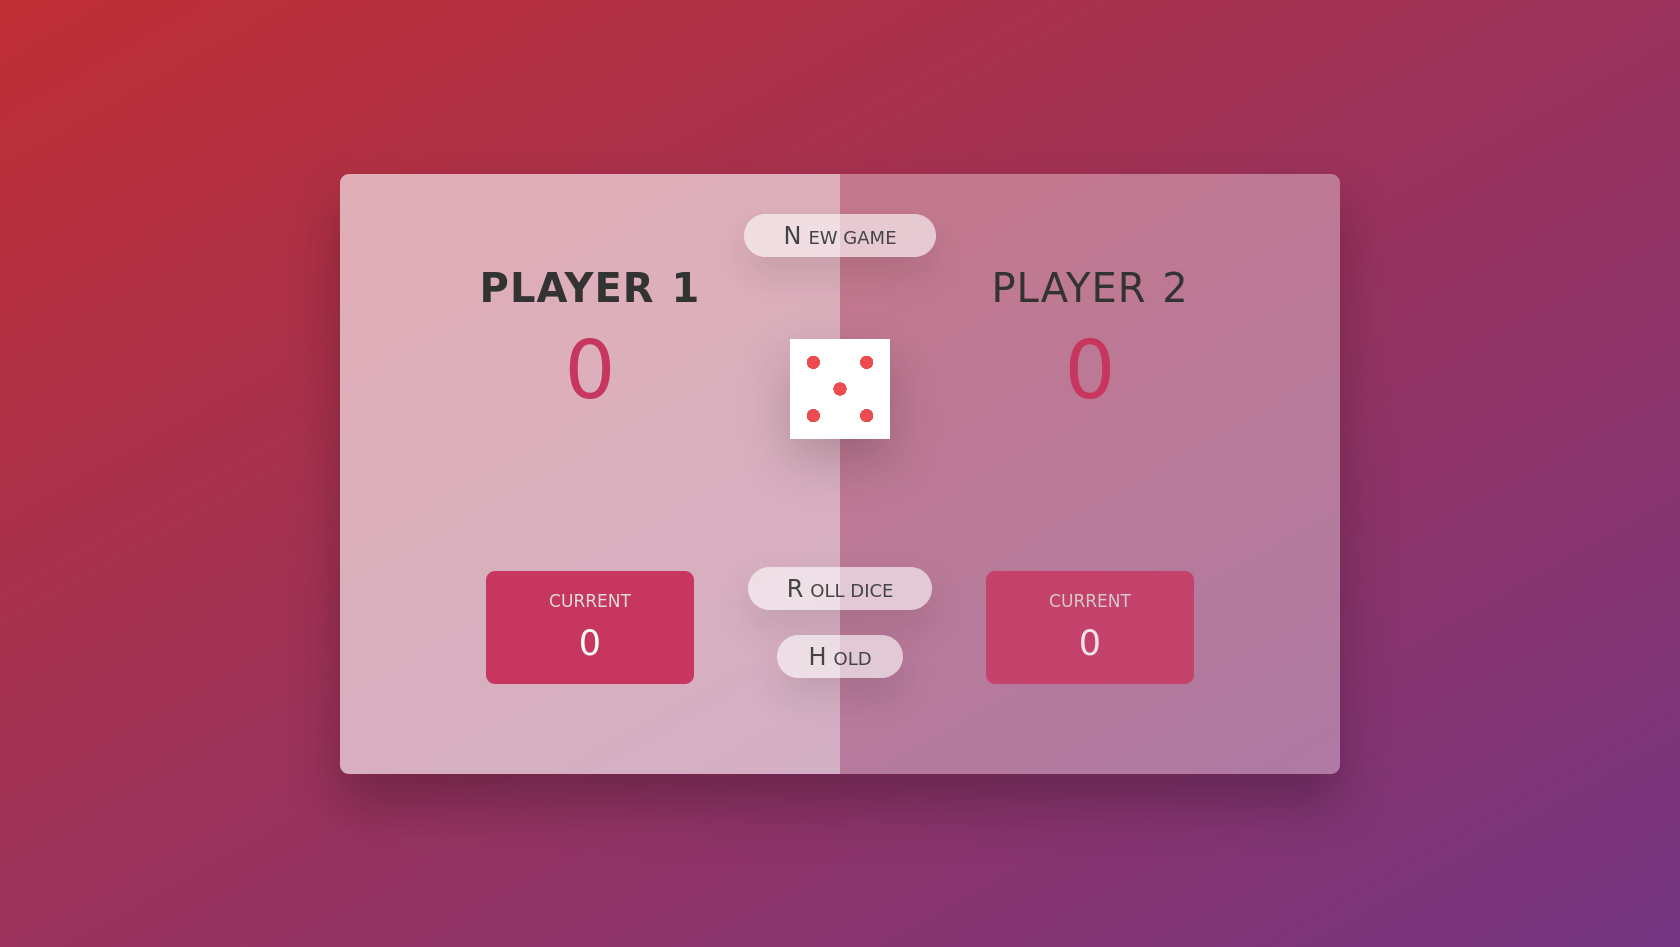 N EW GAME
PLAYER 1
0
PLAYER 2
0
CURRENT
0
R OLL DICE
H OLD
CURRENT
0